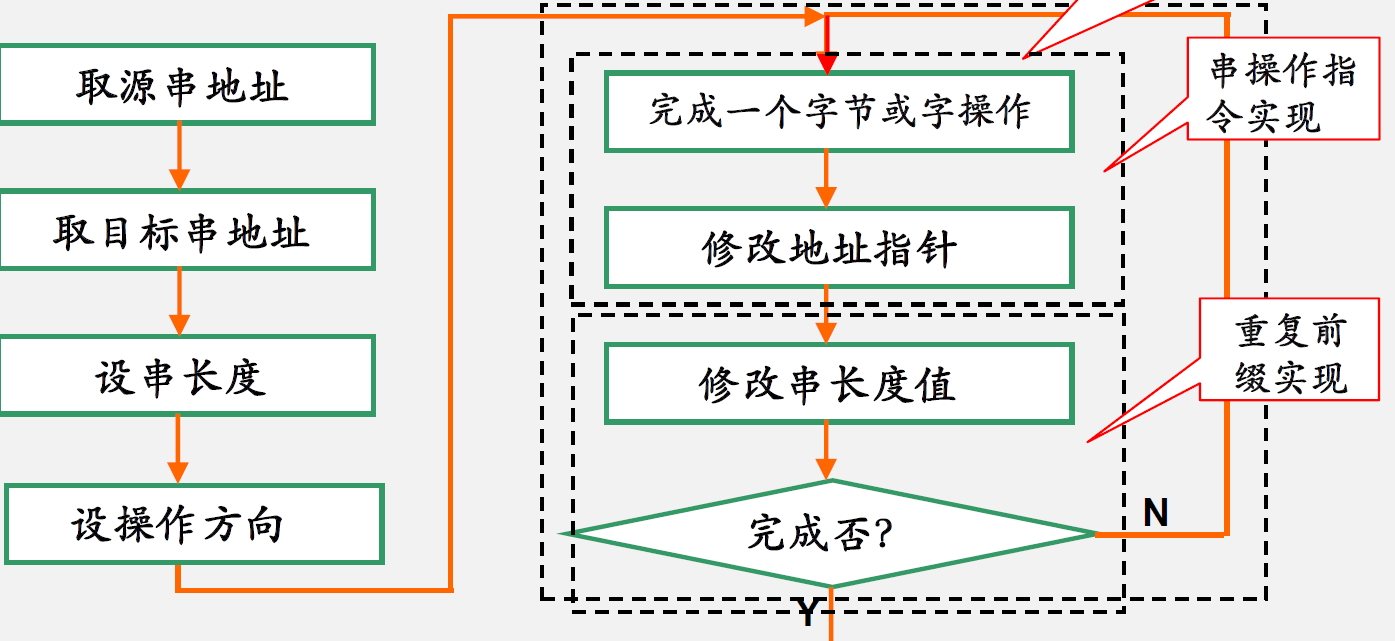 取源串地址
取目标串地址
设串长度
设操作方向
完成一个字节或字操作
修改地址指针
修改串长度值
完成否?
N
Y
串操作指
令实现
重复前
缀实现